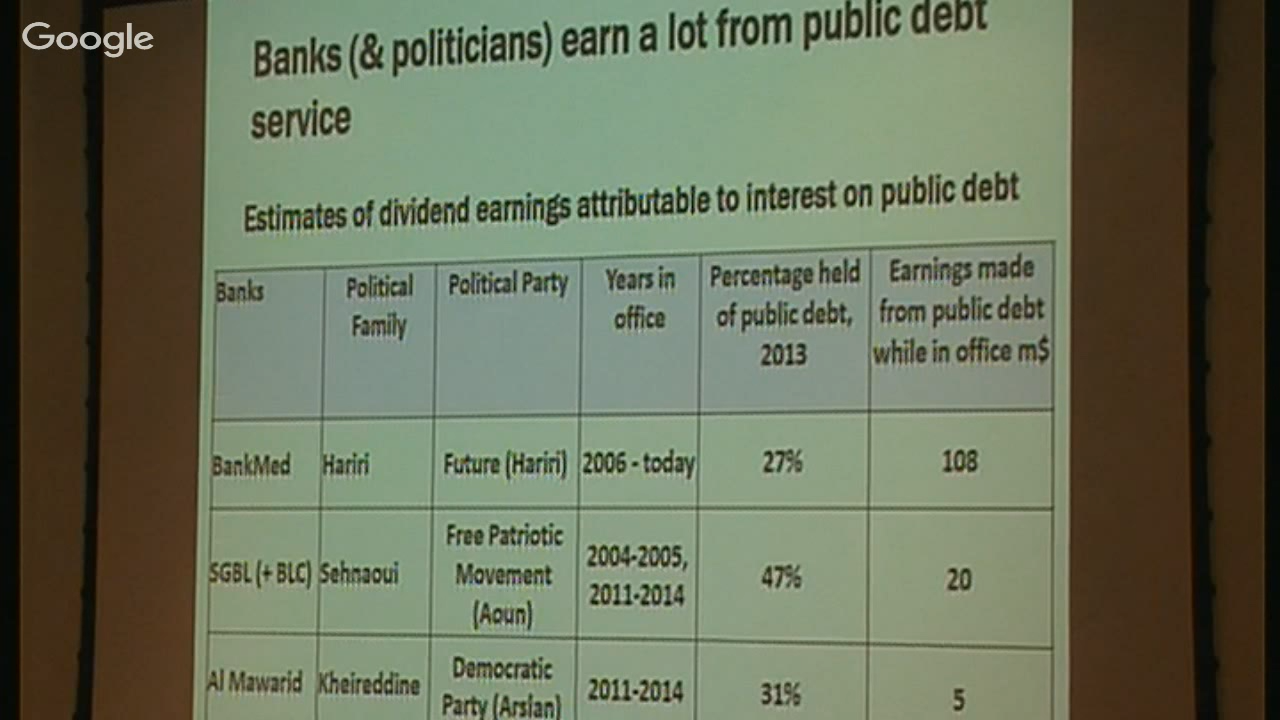 Google
Banks (& politicians) earn a lot from public debt
service
Estimates of dividend earnings attributable to interest on public debt
Banks
Political
Family
Political Party
Years in
office
Percentage held
of public debt,
2013
Earnings made
from public debt
while in office m$
BankMed
Hariri
Future (Hariri)
2006 - today
27%
108
SGBL (+ BLC)
Sehnaoui
Free Patriotic
Movement
(Aoun)
2004-2005,
2011-2014
47%
20
Al Mawarid
Kheireddine
Democratic
Party (Arslan)
2011-2014
31%
5